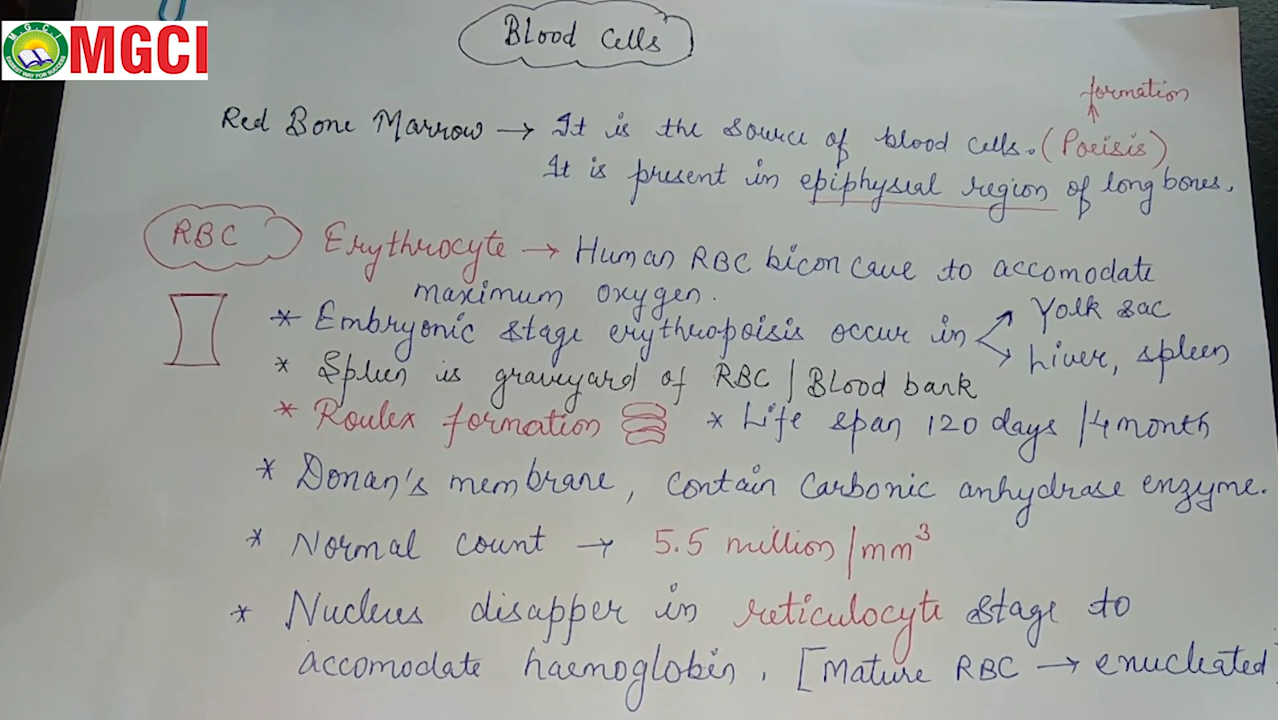 MGCI
Blood Cells
formation
Red Bone Marrow → It is the source of blood cells. (Poeisis)
It is present in epiphyseal region of long bones.
RBC Erythrocyte → Human RBC biconcave to accomodate
maximum oxygen.
* Embryonic stage erythropoisis occur in Yolk sac
Liver, spleen
* Spleen is graveyard of RBC / Blood bank
* Roulex formation * Life span 120 days / 4 month
* Donan's membrane, contain Carbonic anhydrase enzyme.
* Normal count → 5.5 million/mm³
* Nucleus disapper in reticulocyte stage to
accomodate haemoglobin. [Mature RBC → enucleated]